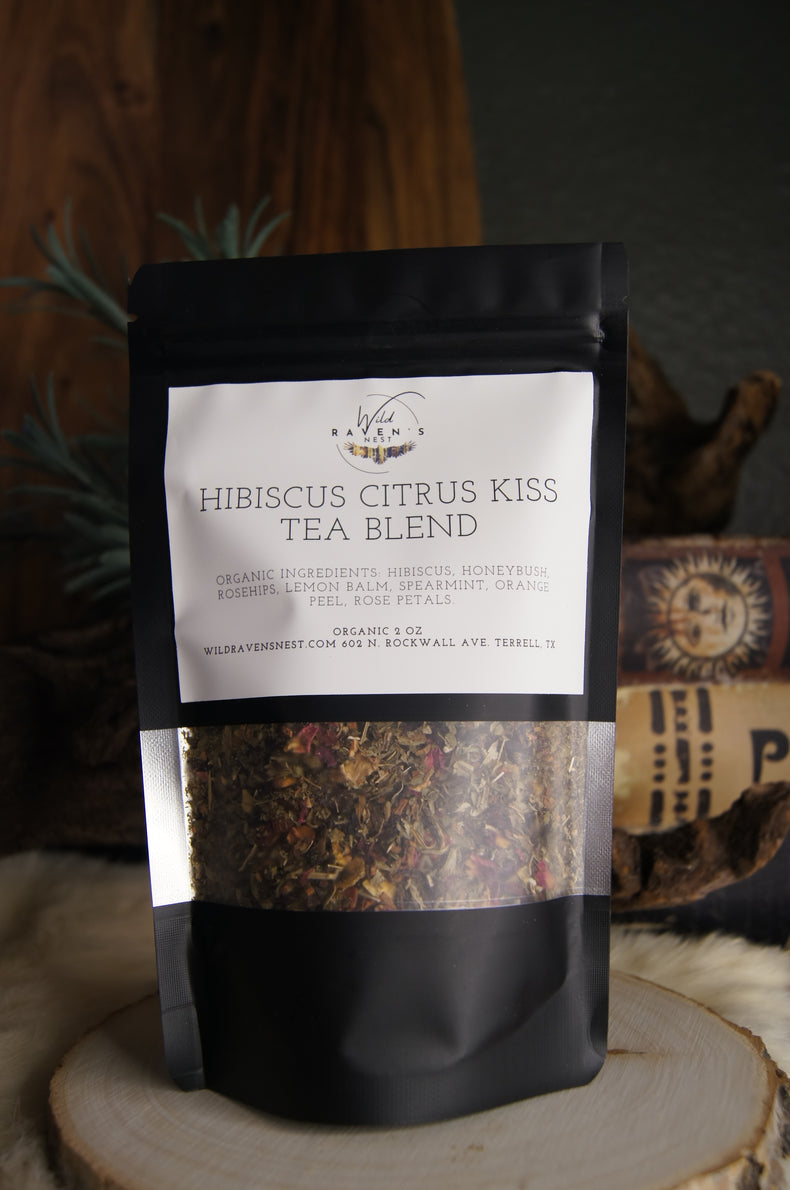 Wild
RAVEN'S
NEST
HIBISCUS CITRUS KISS
TEA BLEND
ORGANIC INGREDIENTS: HIBISCUS, HONEYBUSH,
ROSEHIPS, LEMON BALM, SPEARMINT, ORANGE
PEEL, ROSE PETALS.
ORGANIC 2 OZ
WILDRAVENSNEST.COM 602 N. ROCKWALL AVE. TERRELL, TX
P